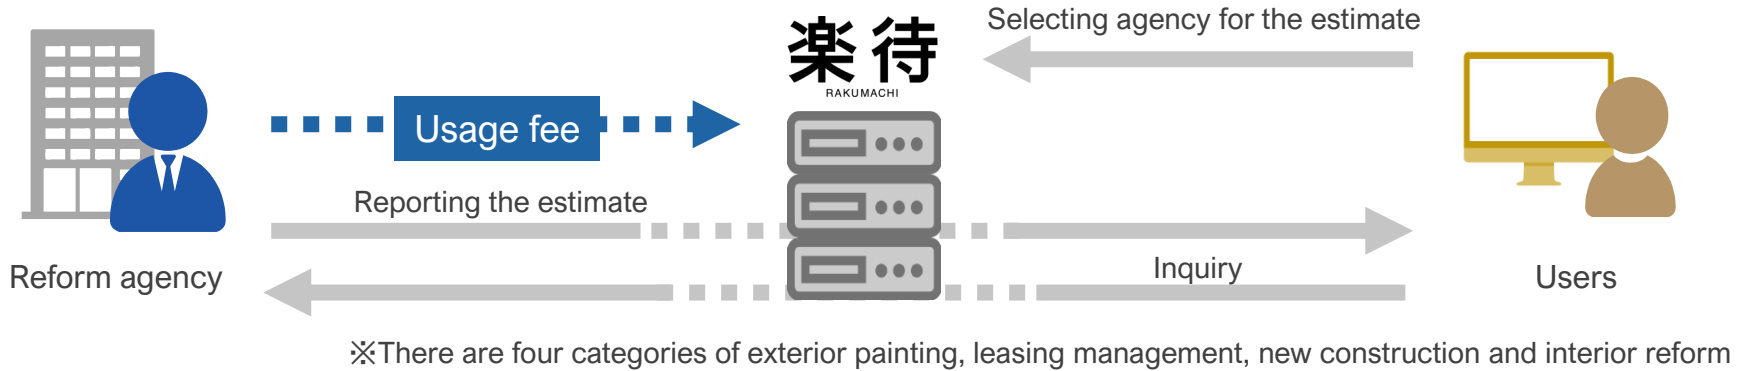 Selecting agency for the estimate
楽待
RAKUMACHI
Usage fee
Reporting the estimate
Inquiry
Reform agency
Users
※There are four categories of exterior painting, leasing management, new construction and interior reform